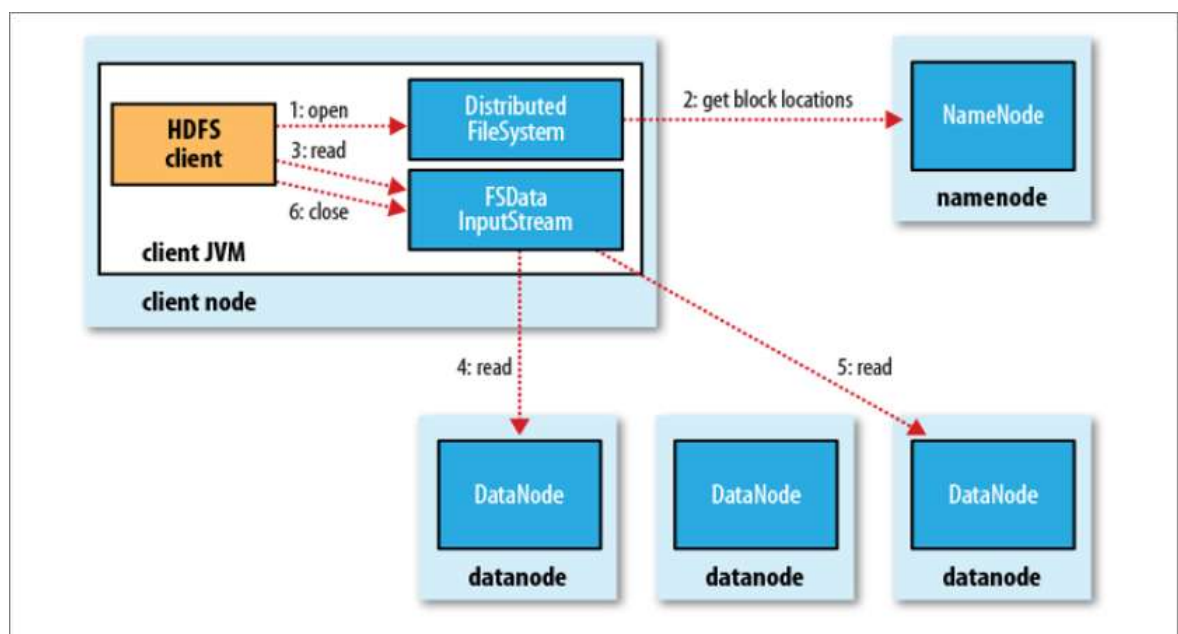 1: open
Distributed
FileSystem
2: get block locations
NameNode
HDFS
client
3: read
6: close
FSData
InputStream
namenode
client JVM
client node
4: read
5: read
DataNode
DataNode
DataNode
datanode
datanode
datanode